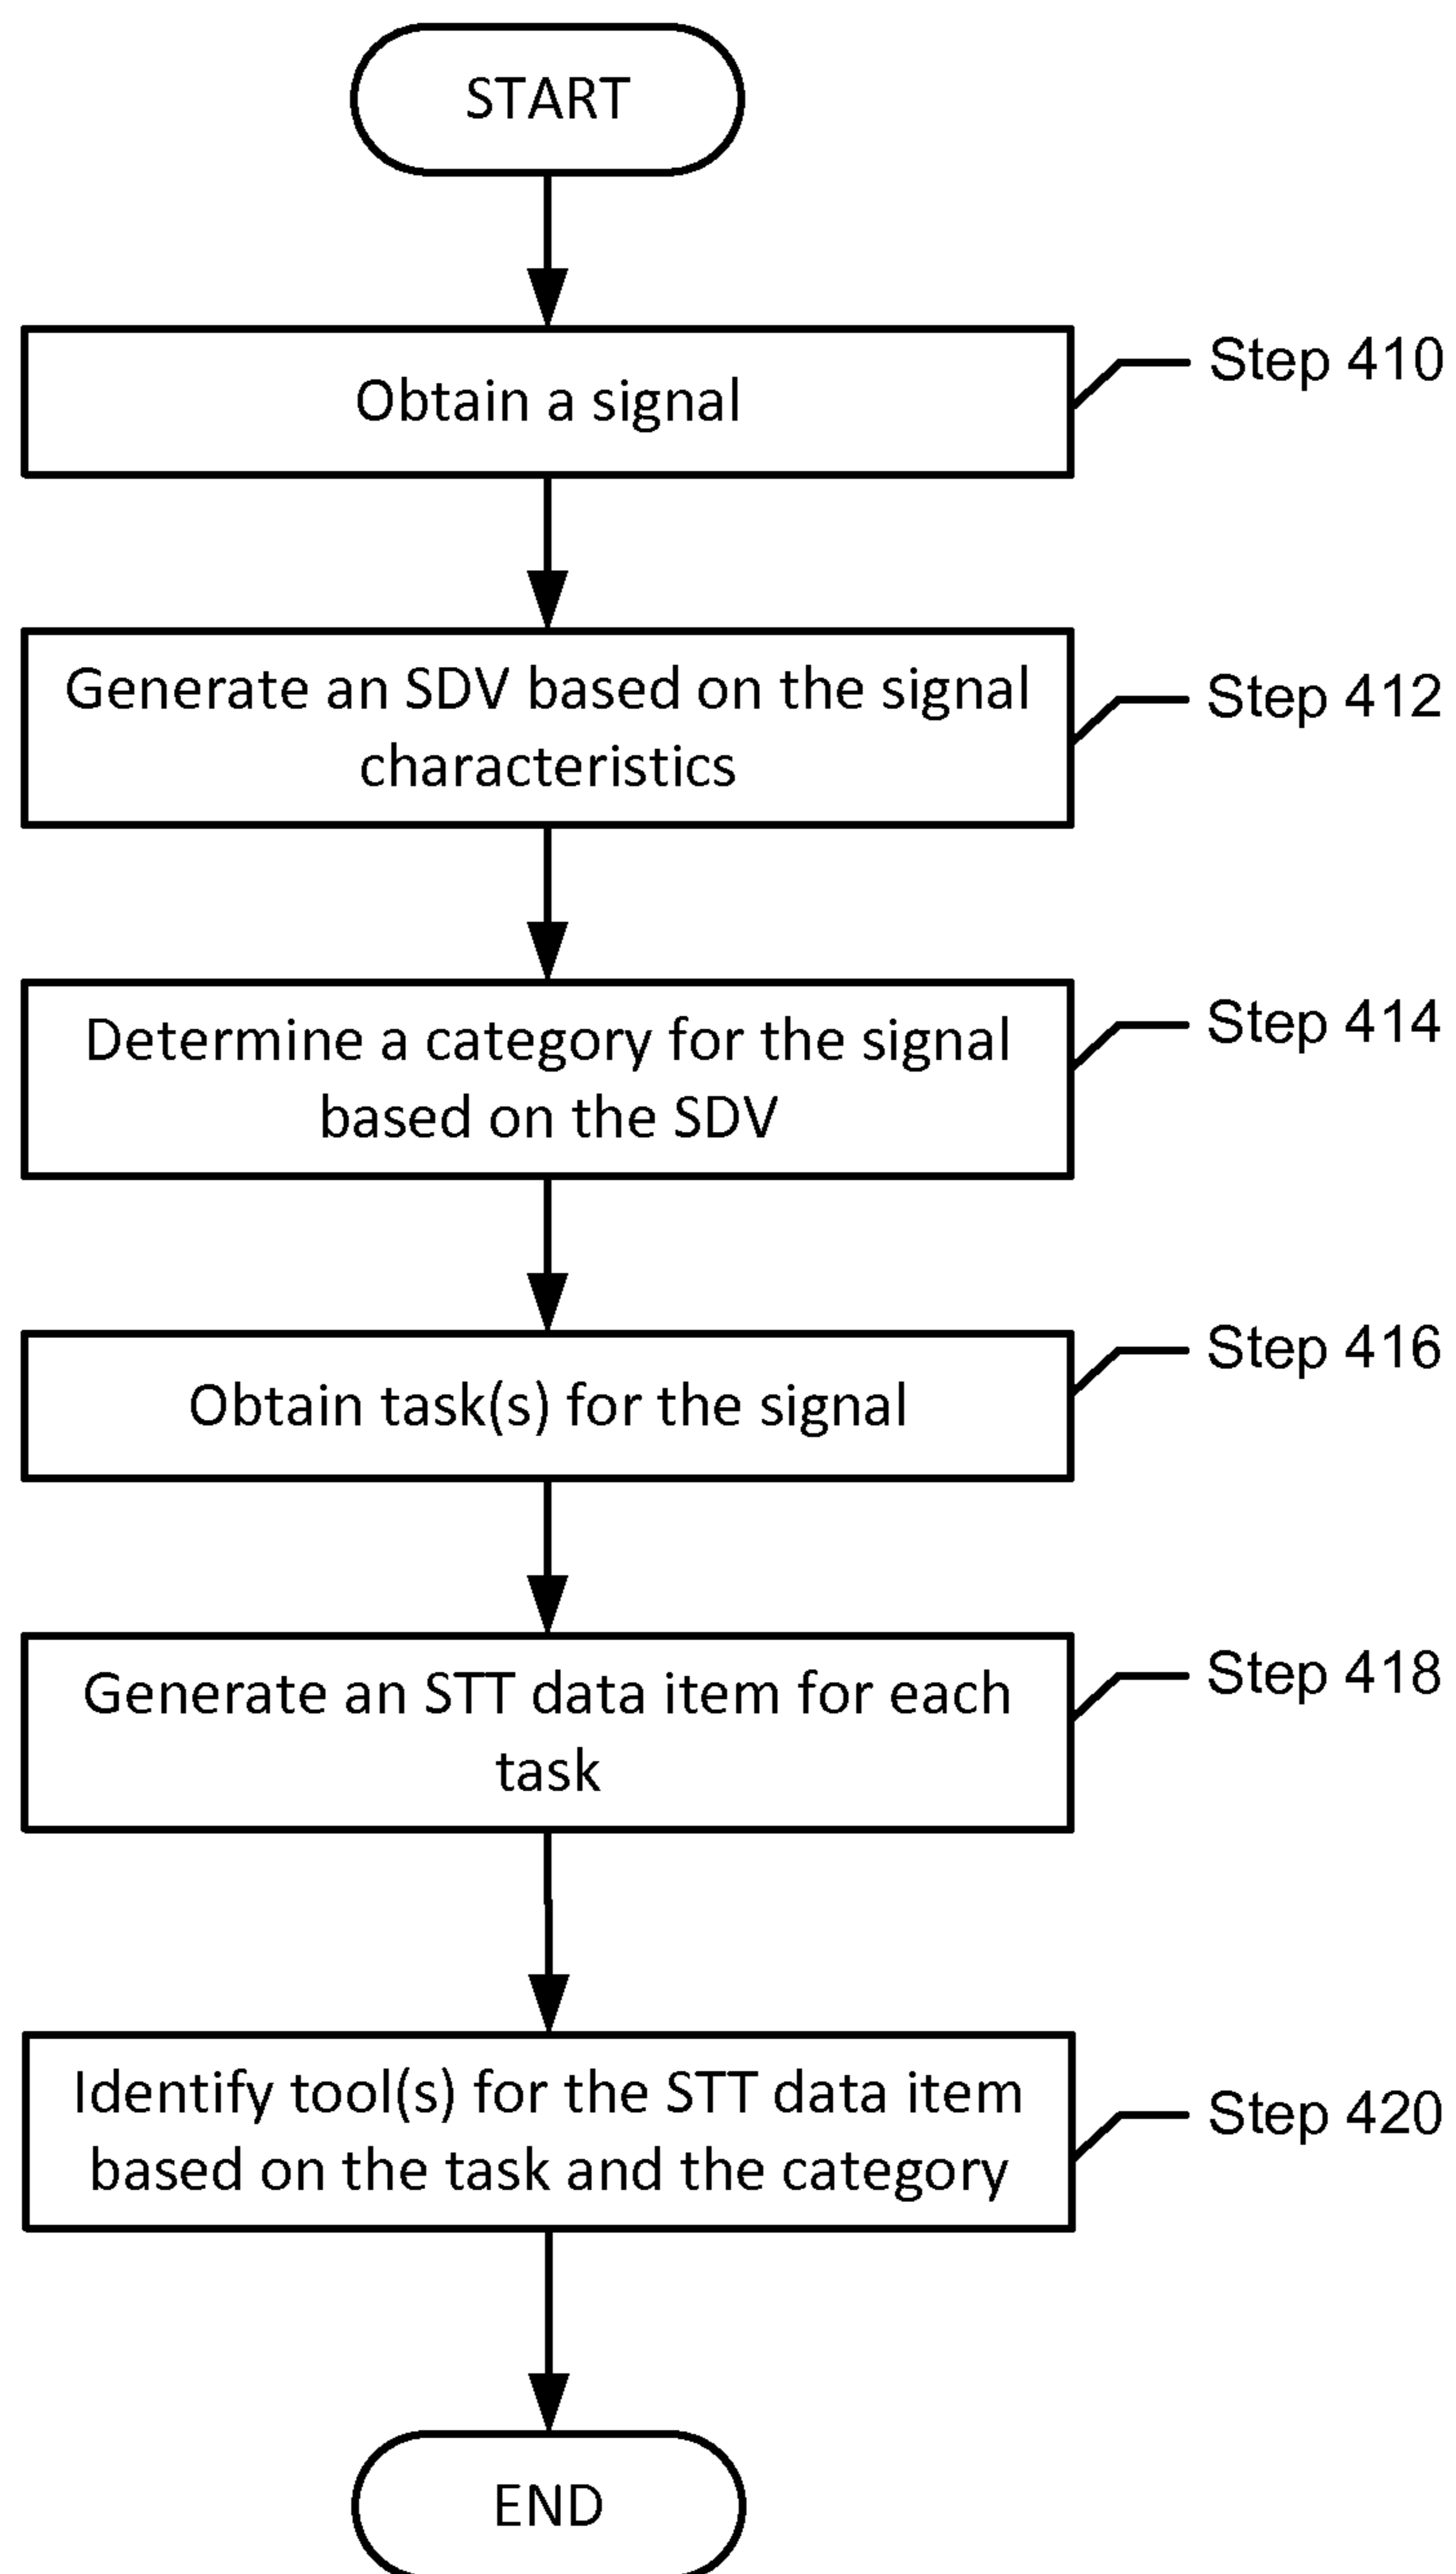 START
Obtain a signal
Step 410
Generate an SDV based on the signal
characteristics
Step 412
Determine a category for the signal
based on the SDV
Step 414
Obtain task(s) for the signal
Step 416
Generate an STT data item for each
task
Step 418
Identify tool(s) for the STT data item
based on the task and the category
Step 420
END